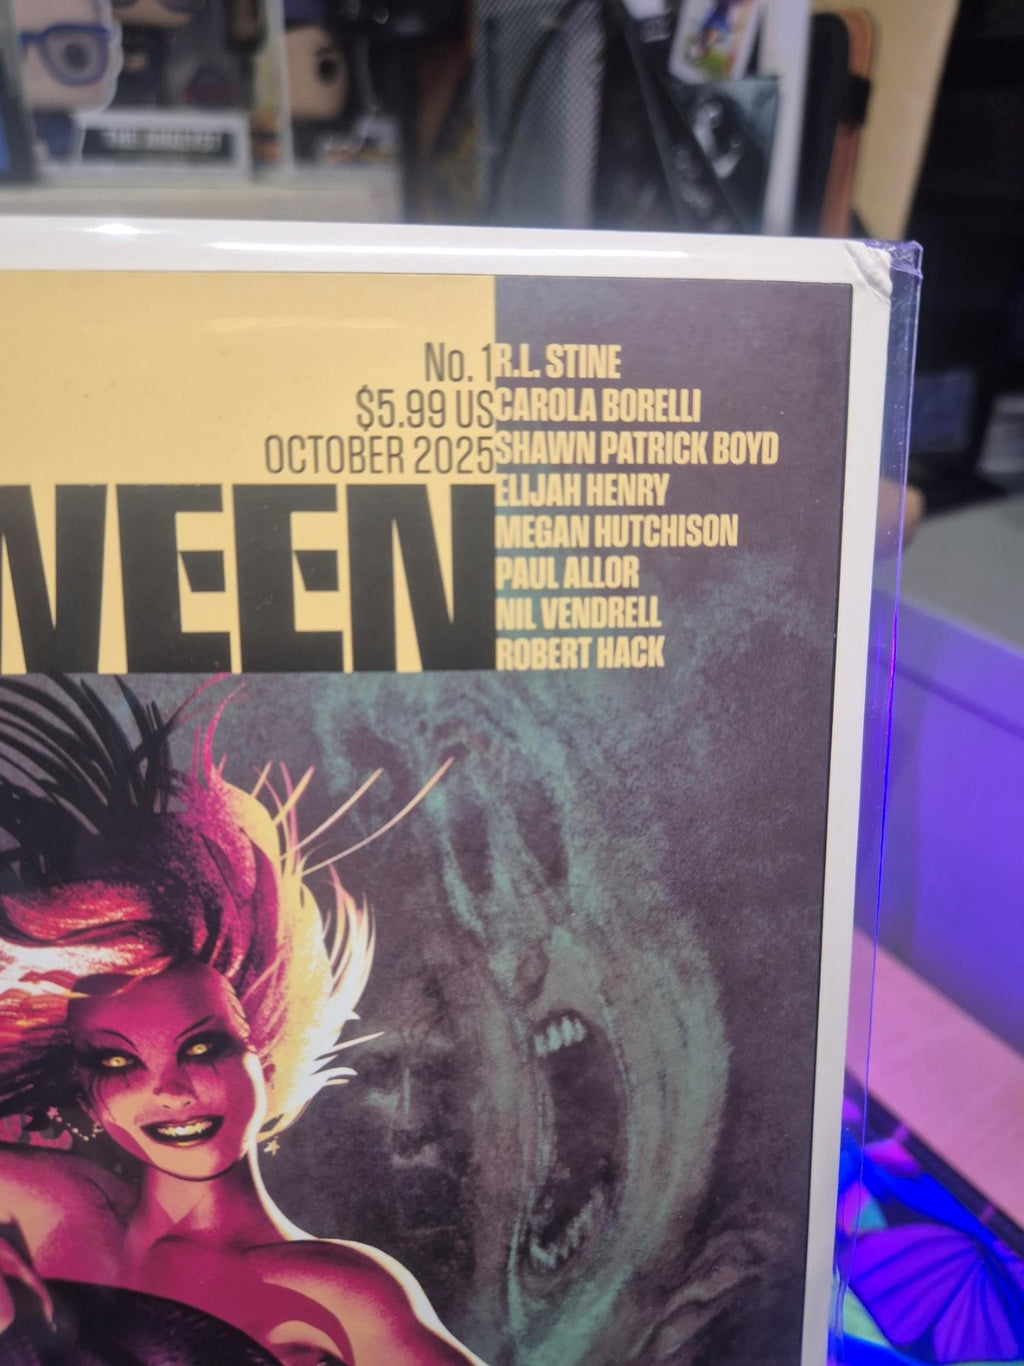 No. 1
$5.99 US
OCTOBER 2025
WEEN
R.L. STINE
CAROLA BORELLI
SHAWN PATRICK BOYD
ELIJAH HENRY
MEGAN HUTCHISON
PAUL ALLOR
NIL VENDRELL
ROBERT HACK